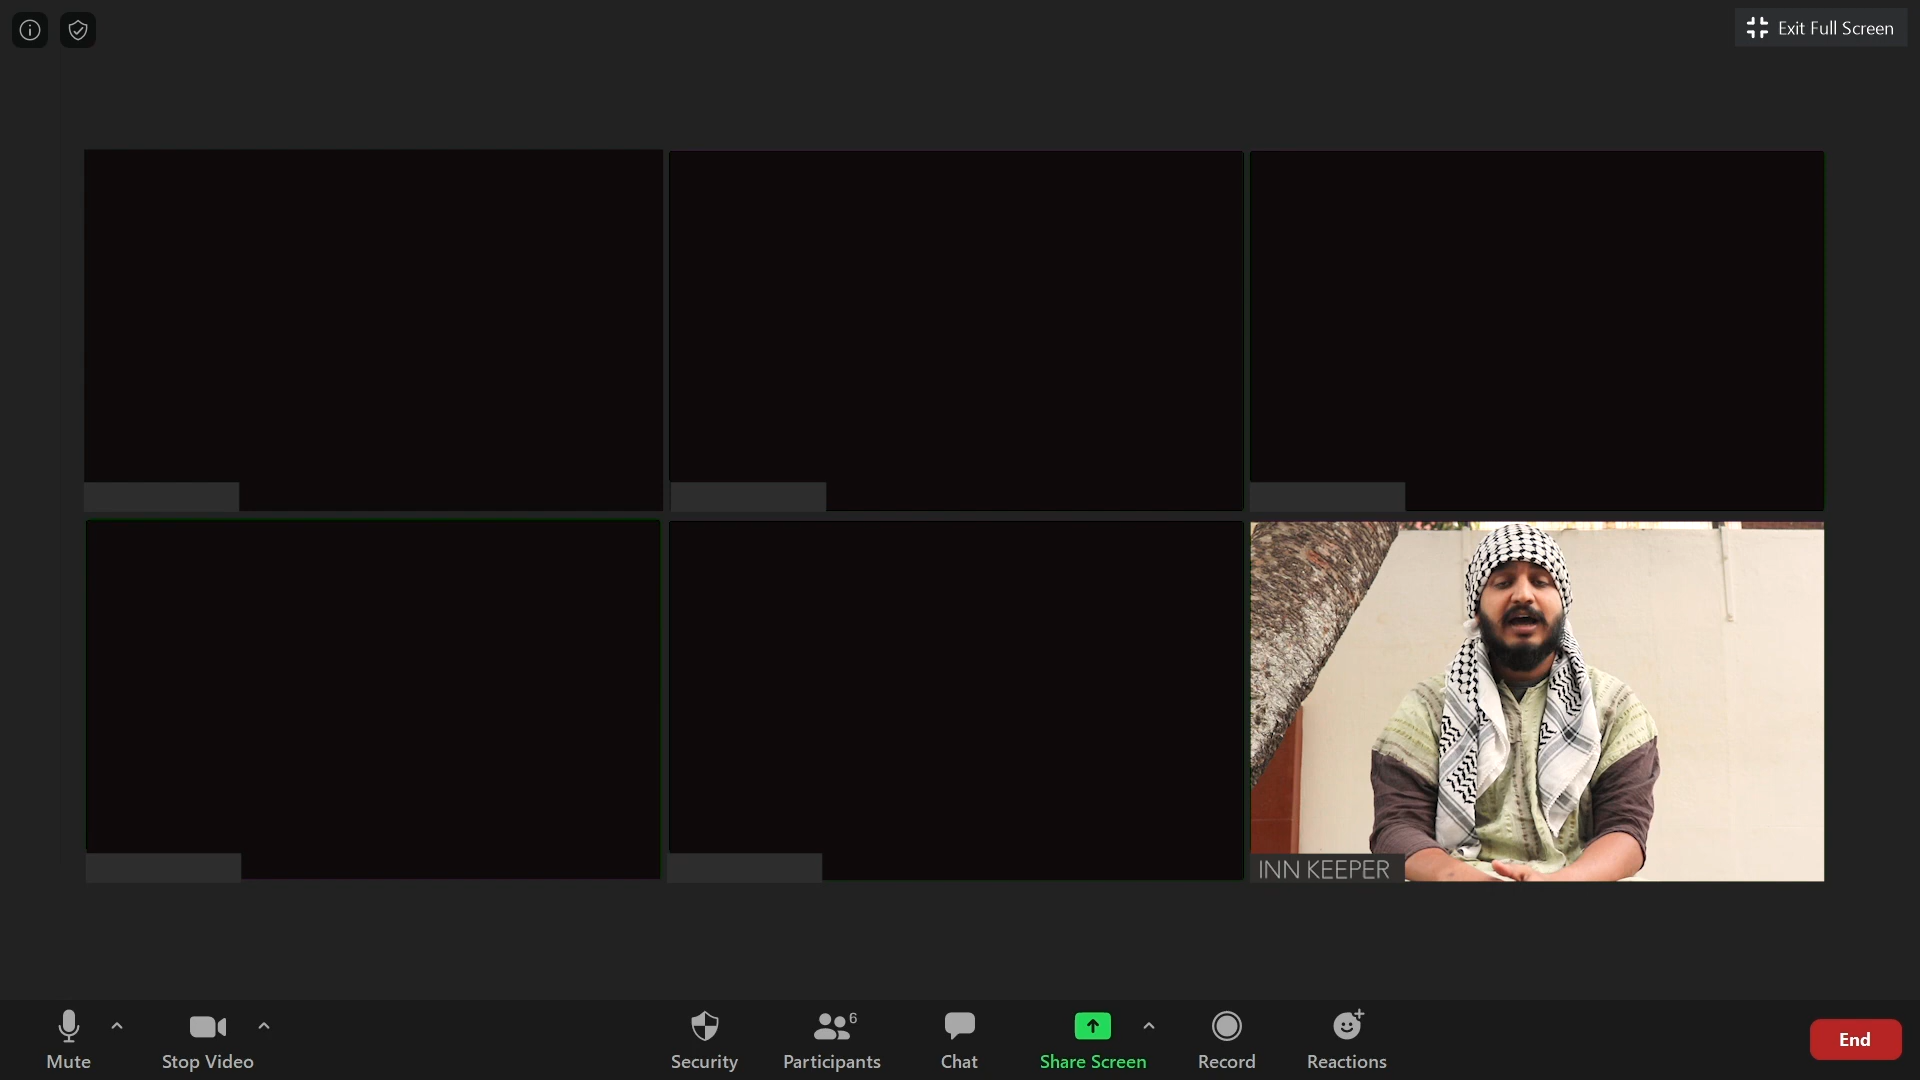 Exit Full Screen
INN KEEPER
Mute
Stop Video
Security
Participants
6
Chat
Share Screen
Record
Reactions
End